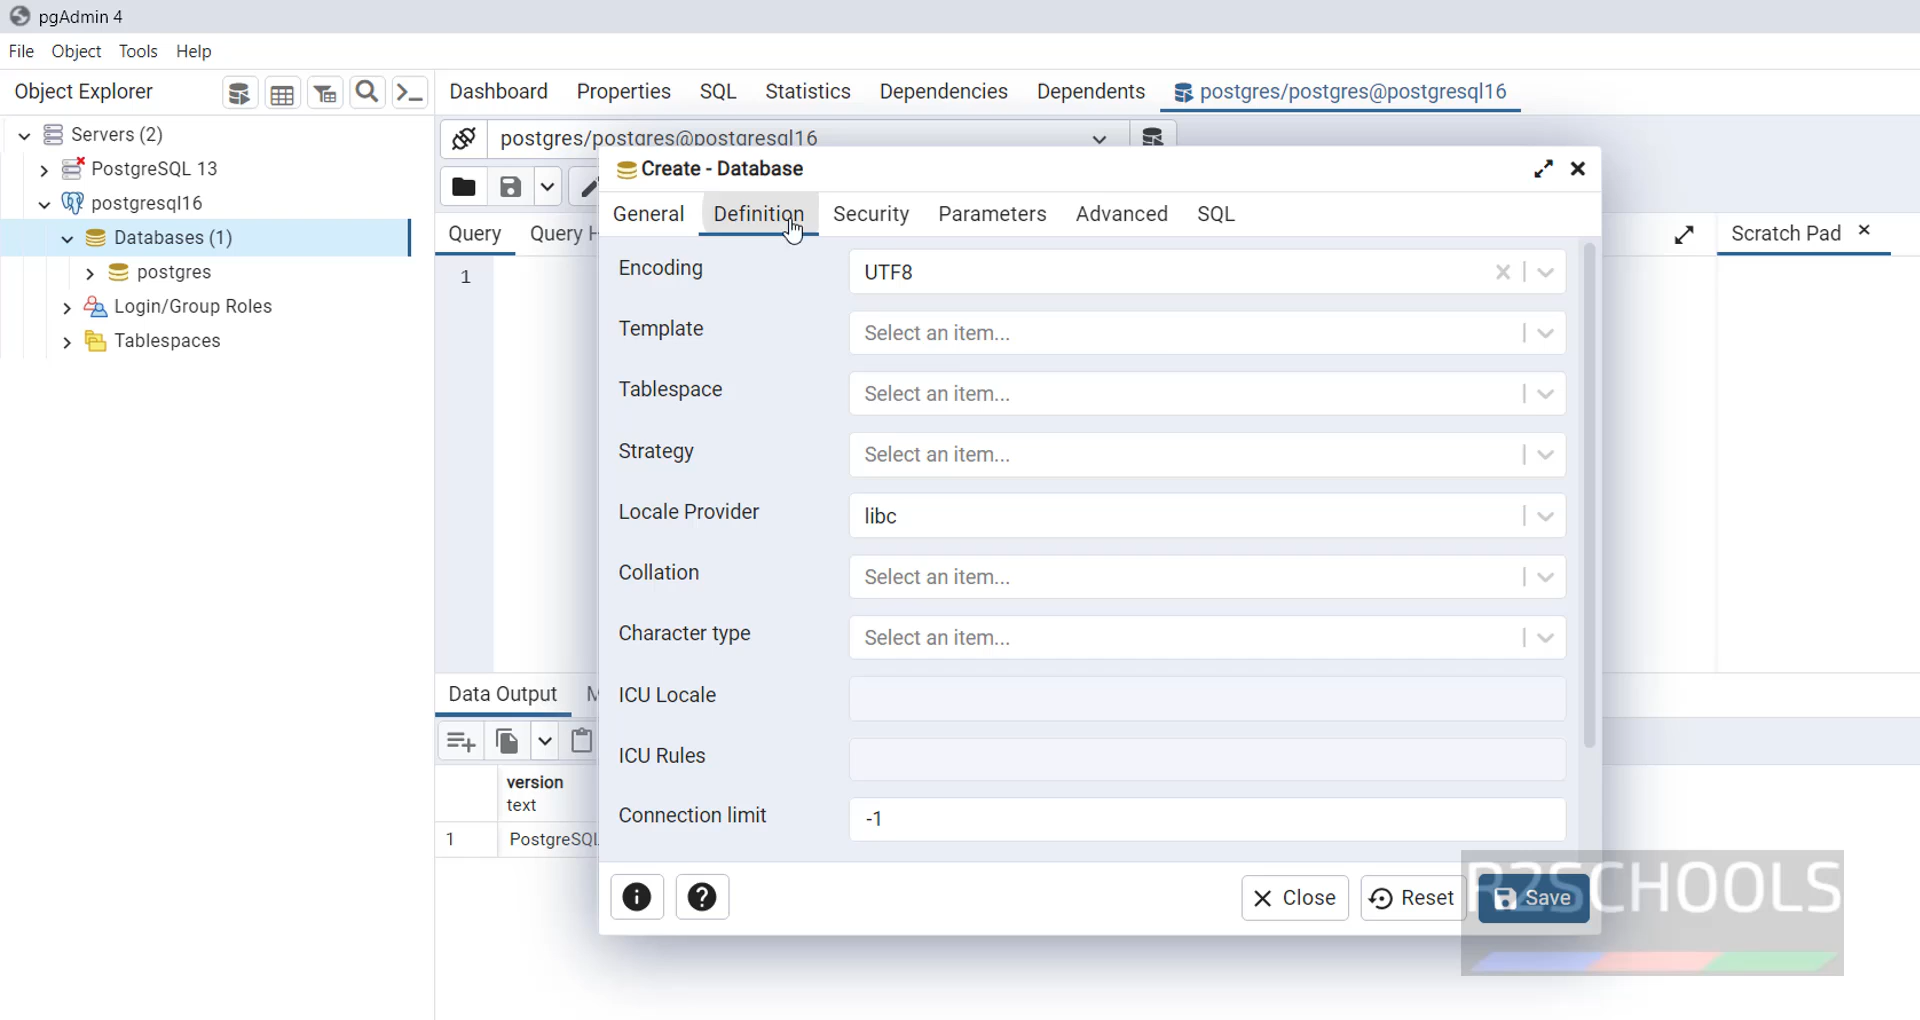 pgAdmin 4
File Object Tools Help
Object Explorer
Dashboard Properties SQL Statistics Dependencies Dependents postgres/postgres@postgresql16
Servers (2)
PostgreSQL 13
postgresql16
Databases (1)
postgres
Login/Group Roles
Tablespaces
postgres/postgres@postgresql16
Query Query H
Scratch Pad
1
Create - Database
General Definition Security Parameters Advanced SQL
Encoding UTF8
Template Select an item...
Tablespace Select an item...
Strategy Select an item...
Locale Provider libc
Collation Select an item...
Character type Select an item...
ICU Locale
ICU Rules
Connection limit -1
Close Reset Save
Data Output M
version
text
1 PostgreSQL
R2SCHOOLS